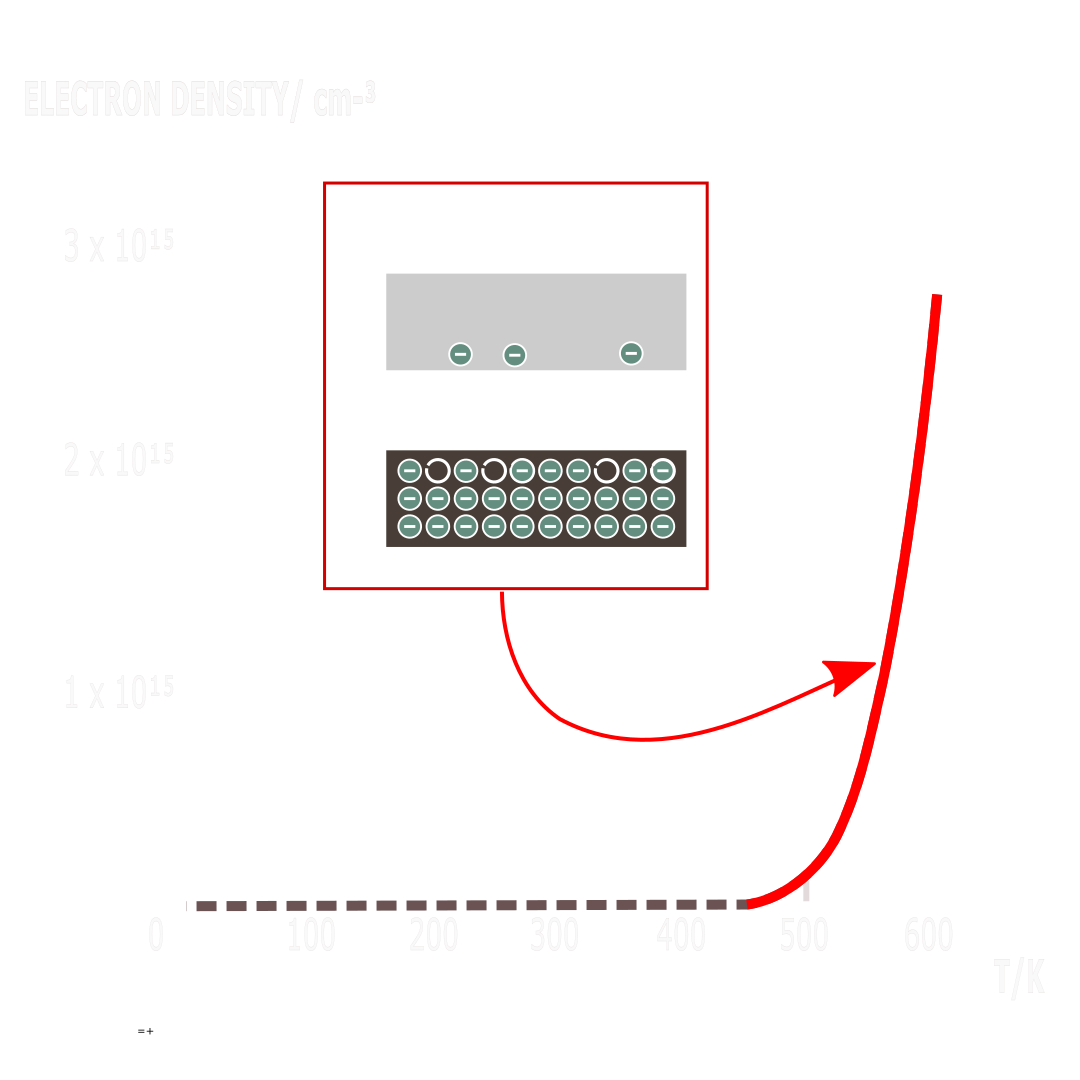 ELECTRON DENSITY/ cm-³
3 x 10¹⁵
2 x 10¹⁵
1 x 10¹⁵
0 100 200 300 400 500 600
T/K
=+